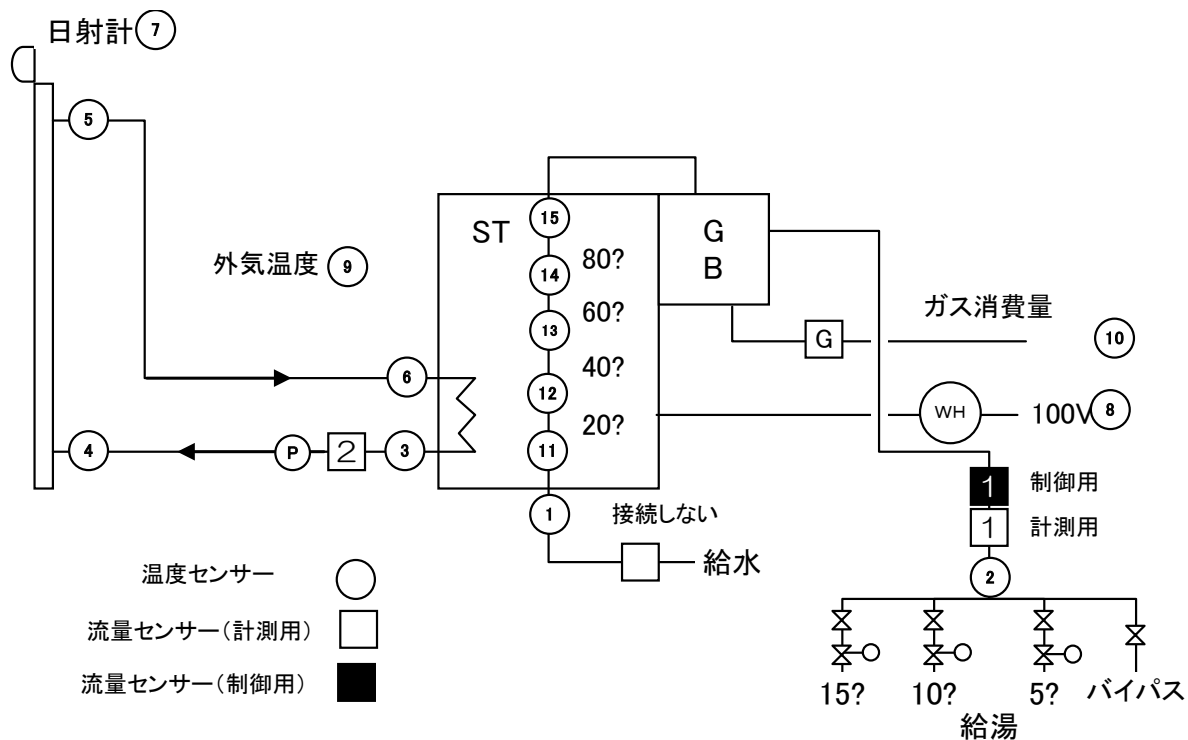 日射計 7
5
15
ST
G
B
80?
外気温度 9
14
60?
ガス消費量
13
G
10
40?
6
12
WH
100V 8
20?
4
P
2
3
11
1
制御用
1
接続しない
1
計測用
給水
2
温度センサー
流量センサー(計測用)
流量センサー(制御用)
15?
10?
5?
バイパス
給湯